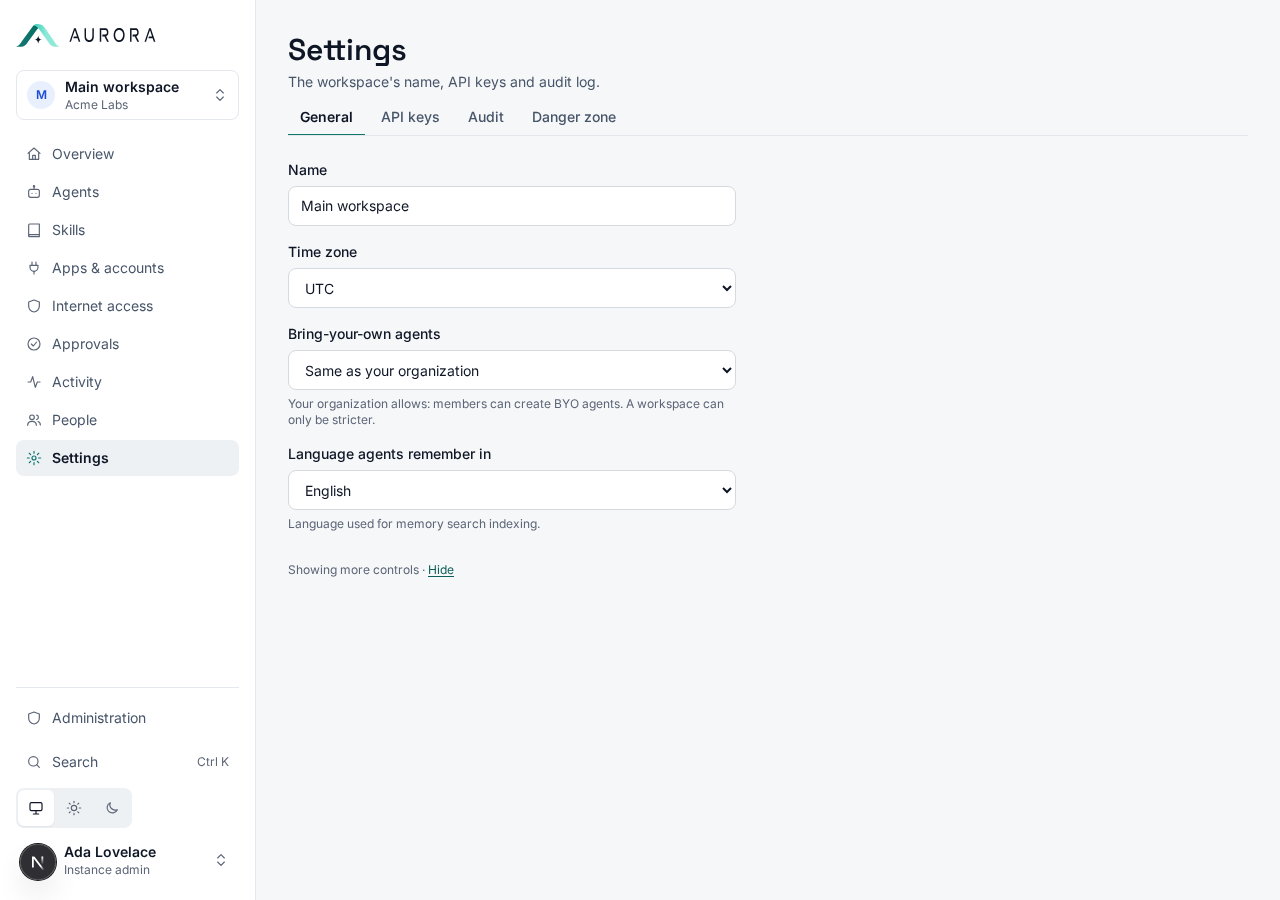 AURORA
M
Main workspace
Acme Labs
Overview
Agents
Skills
Apps & accounts
Internet access
Approvals
Activity
People
Settings
Administration
Search
Ctrl K
N
Ada Lovelace
Instance admin
Settings
The workspace's name, API keys and audit log.
General
API keys
Audit
Danger zone
Name
Main workspace
Time zone
UTC
Bring-your-own agents
Same as your organization
Your organization allows: members can create BYO agents. A workspace can
only be stricter.
Language agents remember in
English
Language used for memory search indexing.
Showing more controls · Hide